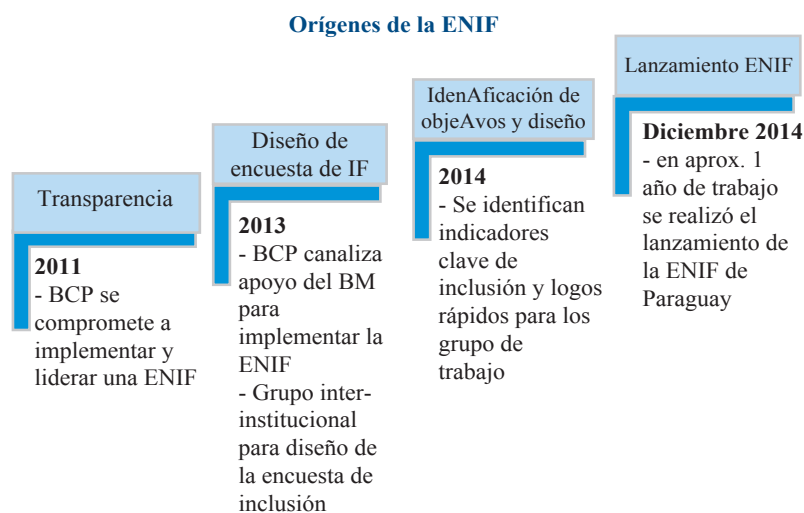 Orígenes de la ENIF
Transparencia
2011
- BCP se
compromete a
implementar y
liderar una ENIF
Diseño de
encuesta de IF
2013
- BCP canaliza
apoyo del BM
para
implementar la
ENIF
- Grupo inter-
institucional
para diseño de
la encuesta de
inclusión
IdenAficación de
objeAvos y diseño
2014
- Se identifican
indicadores
clave de
inclusión y logos
rápidos para los
grupo de
trabajo
Lanzamiento ENIF
Diciembre 2014
- en aprox. 1
año de trabajo
se realizó el
lanzamiento de
la ENIF de
Paraguay